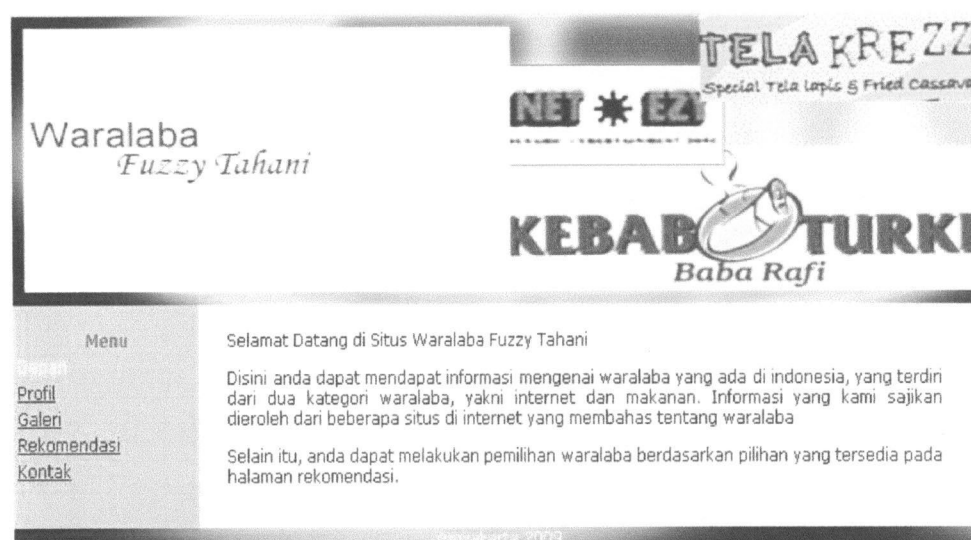 Waralaba
Fuzzy Tahani
TELA KREZZ
Special Tela lapis & Fried Cassava
NET EZY
KEBAB TURKI
Baba Rafi
Menu
Depan
Profil
Galeri
Rekomendasi
Kontak
Selamat Datang di Situs Waralaba Fuzzy Tahani
Disini anda dapat mendapat informasi mengenai waralaba yang ada di indonesia, yang terdiri
dari dua kategori waralaba, yakni internet dan makanan. Informasi yang kami sajikan
dieroleh dari beberapa situs di internet yang membahas tentang waralaba
Selain itu, anda dapat melakukan pemilihan waralaba berdasarkan pilihan yang tersedia pada
halaman rekomendasi.
2009